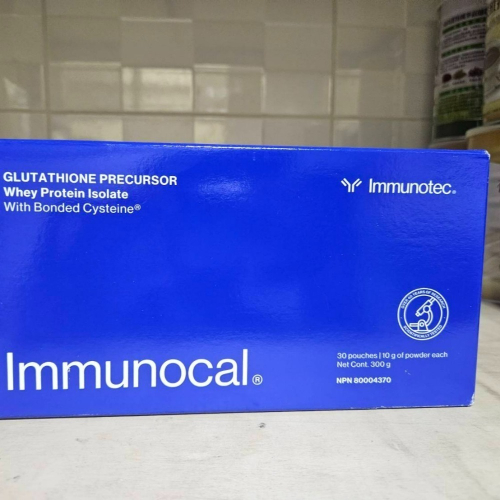 GLUTATHIONE PRECURSOR
Whey Protein Isolate
With Bonded Cysteine®
Immunotec®
30 pouches | 10 g of powder each
Net Cont. 300 g
NPN 80004370
Immunocal®